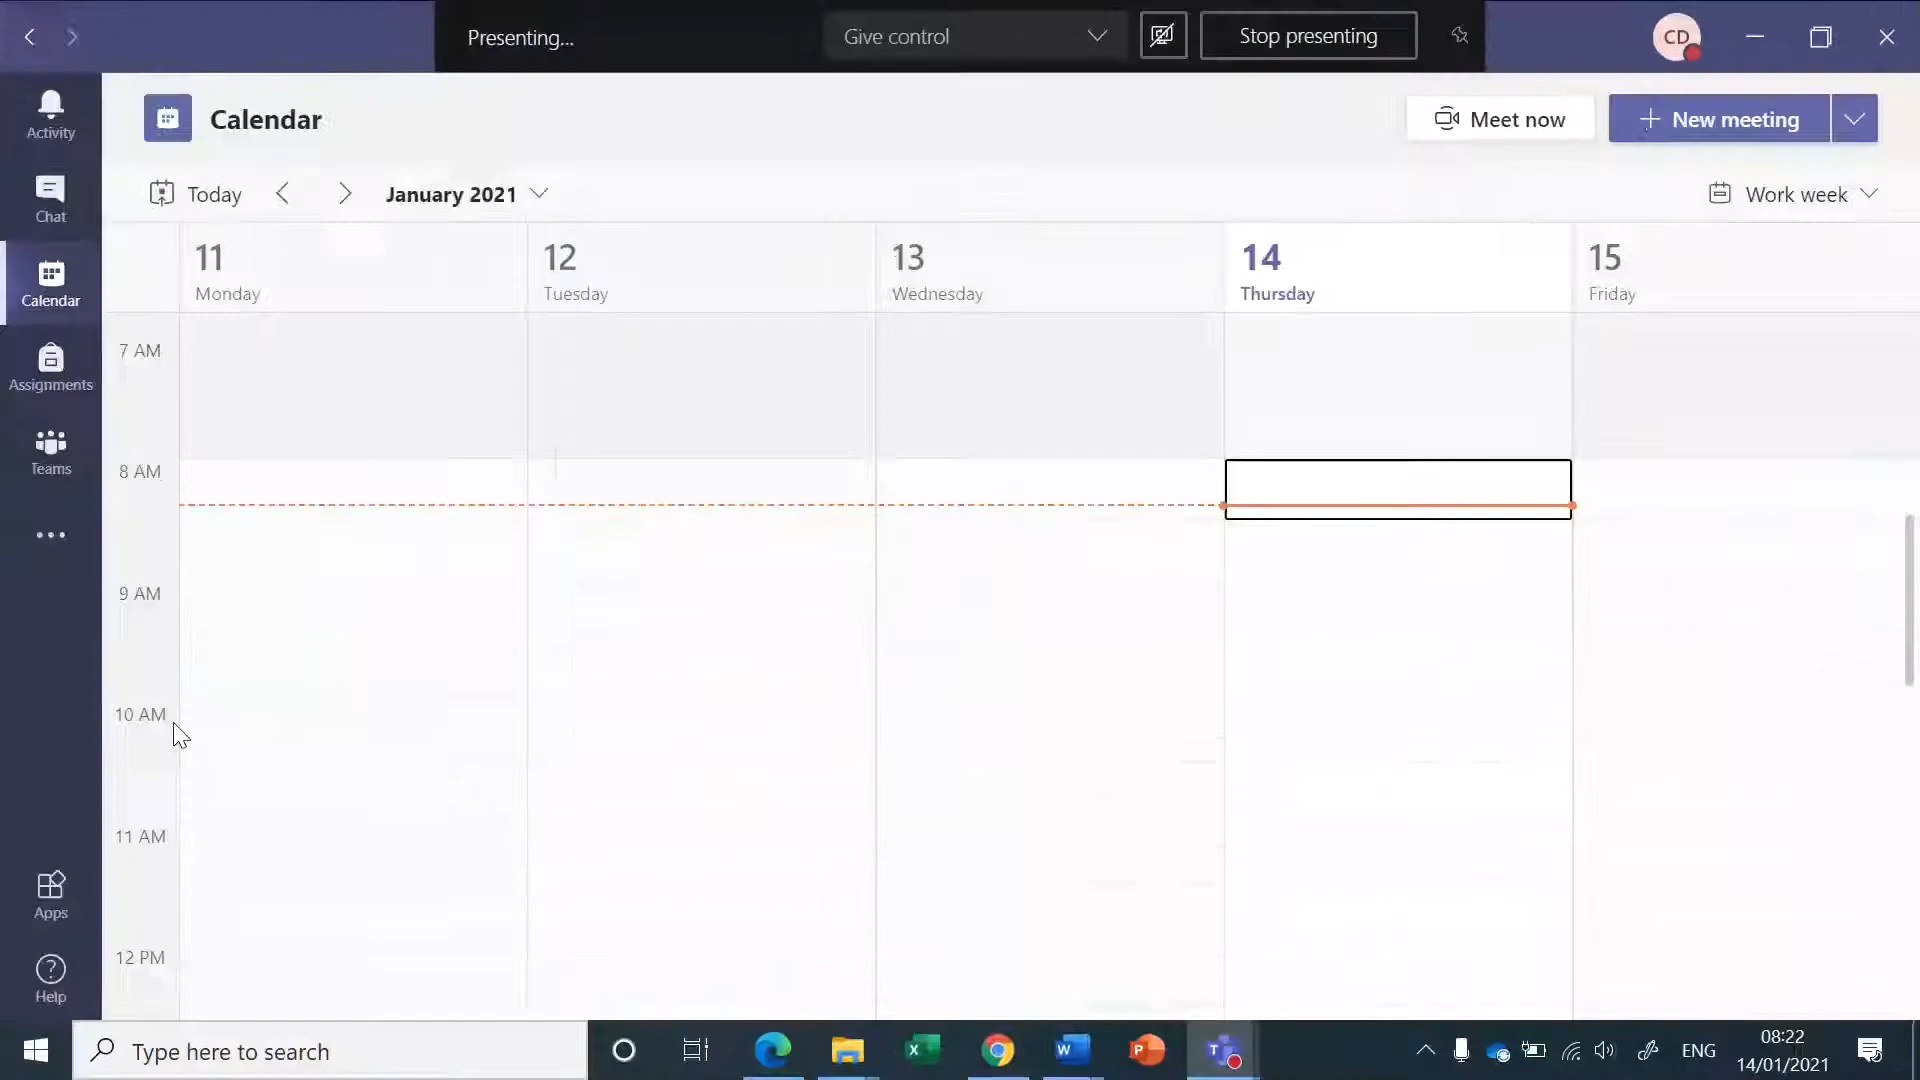 Presenting...
Give control
Stop presenting
CD
Activity
Chat
Calendar
Assignments
Teams
Apps
Help
Calendar
Meet now
New meeting
Today
January 2021
Work week
11
Monday
12
Tuesday
13
Wednesday
14
Thursday
15
Friday
7 AM
8 AM
9 AM
10 AM
11 AM
12 PM
Type here to search
ENG
08:22
14/01/2021